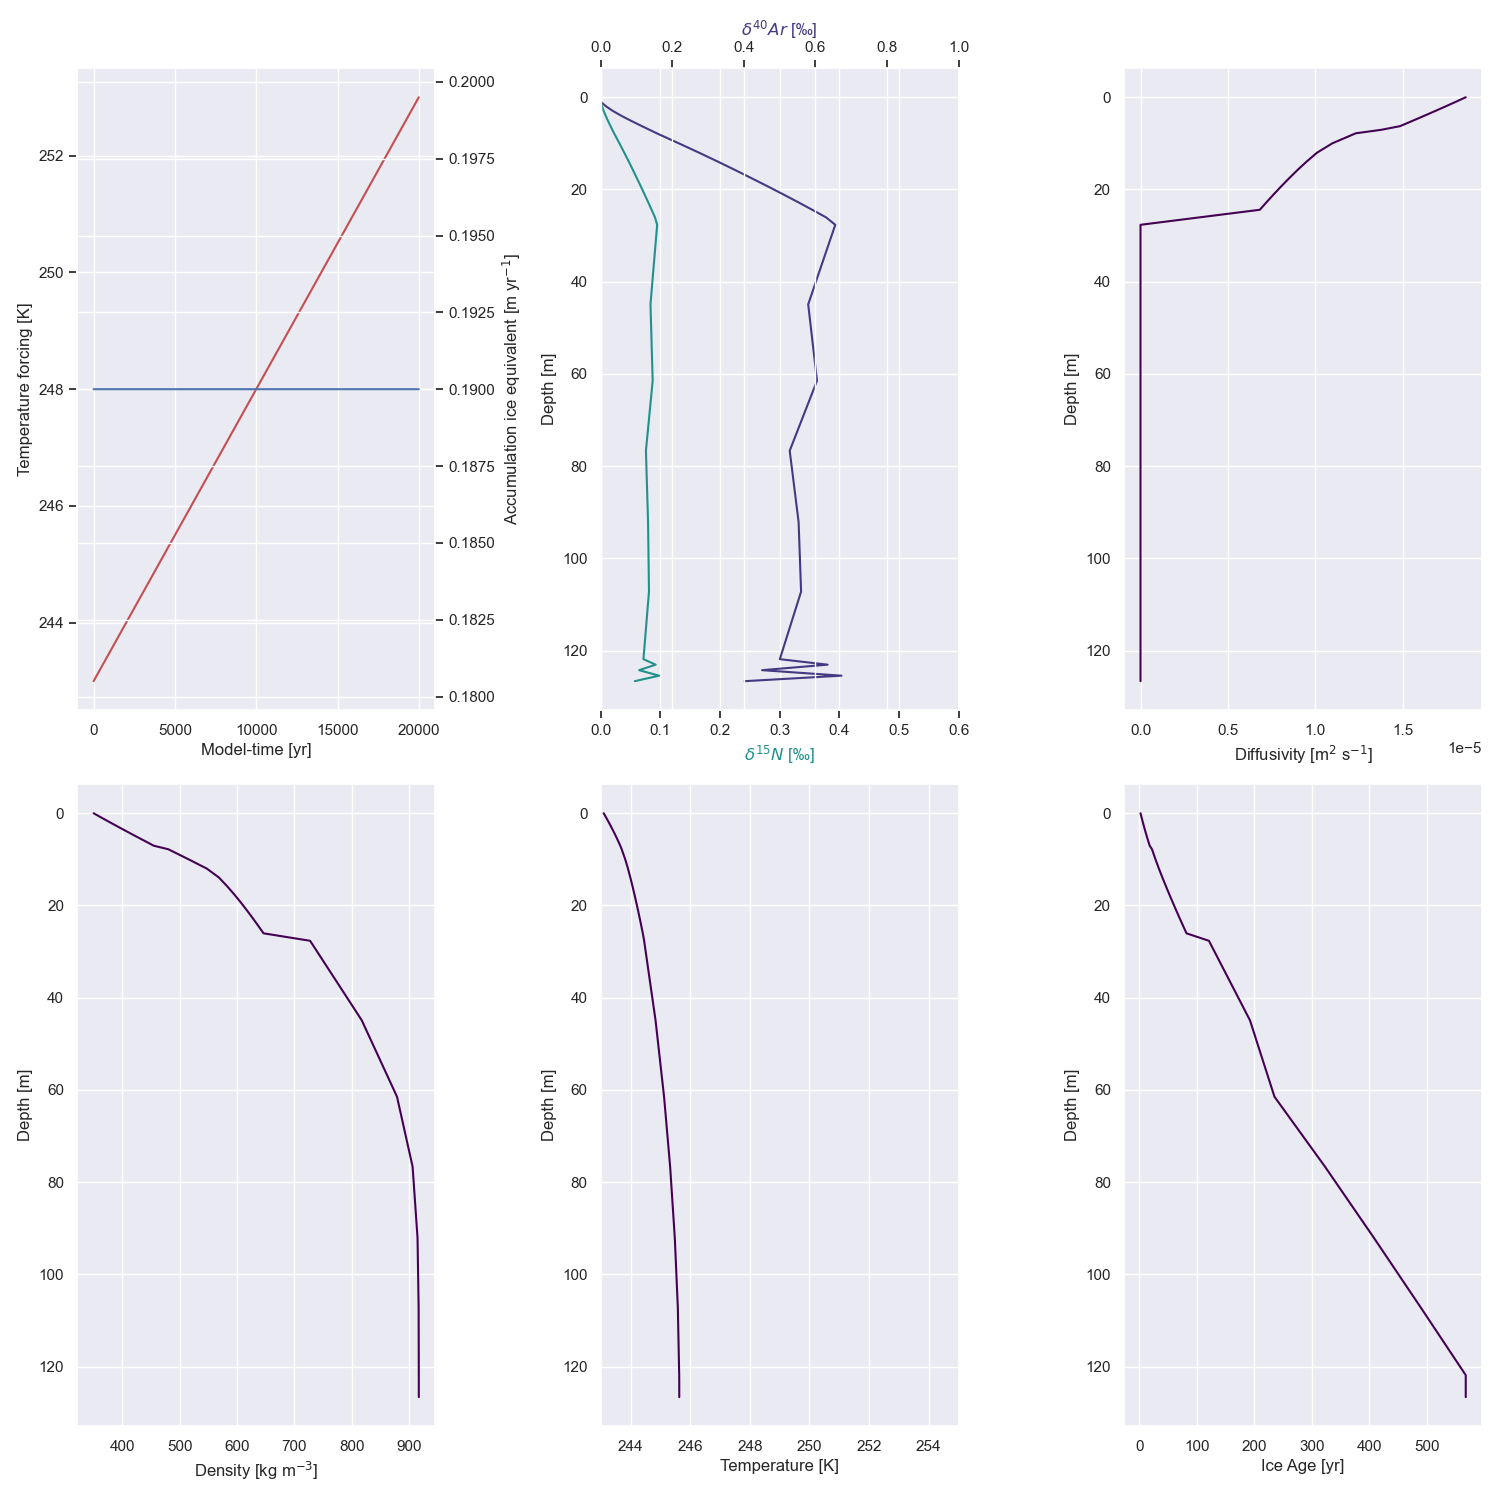 δ⁴⁰Ar [‰]
0.0 0.2 0.4 0.6 0.8 1.0
252
250
248
246
244
Temperature forcing [K]
0 5000 10000 15000 20000
Model-time [yr]
0.2000
0.1975
0.1950
0.1925
0.1900
0.1875
0.1850
0.1825
0.1800
Accumulation ice equivalent [m yr⁻¹]
0
20
40
60
80
100
120
Depth [m]
0.0 0.1 0.2 0.3 0.4 0.5 0.6
δ¹⁵N [‰]
0
20
40
60
80
100
120
Depth [m]
0.0 0.5 1.0 1.5
1e−5
Diffusivity [m² s⁻¹]
0
20
40
60
80
100
120
Depth [m]
400 500 600 700 800 900
Density [kg m⁻³]
0
20
40
60
80
100
120
Depth [m]
244 246 248 250 252 254
Temperature [K]
0
20
40
60
80
100
120
Depth [m]
0 100 200 300 400 500
Ice Age [yr]